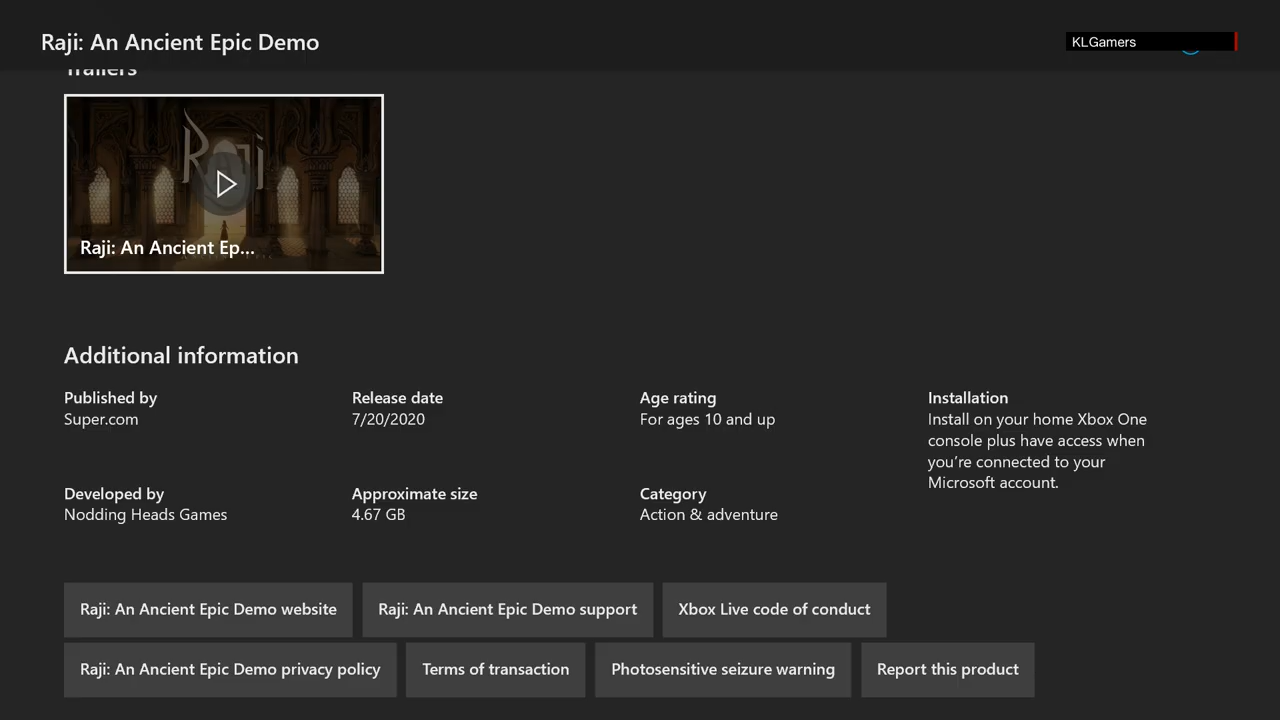 Raji: An Ancient Epic Demo
KLGamers
Trailers
Raji
Raji: An Ancient Ep...
Additional information
Published by
Super.com
Release date
7/20/2020
Age rating
For ages 10 and up
Installation
Install on your home Xbox One
console plus have access when
you're connected to your
Microsoft account.
Developed by
Nodding Heads Games
Approximate size
4.67 GB
Category
Action & adventure
Raji: An Ancient Epic Demo website
Raji: An Ancient Epic Demo support
Xbox Live code of conduct
Raji: An Ancient Epic Demo privacy policy
Terms of transaction
Photosensitive seizure warning
Report this product